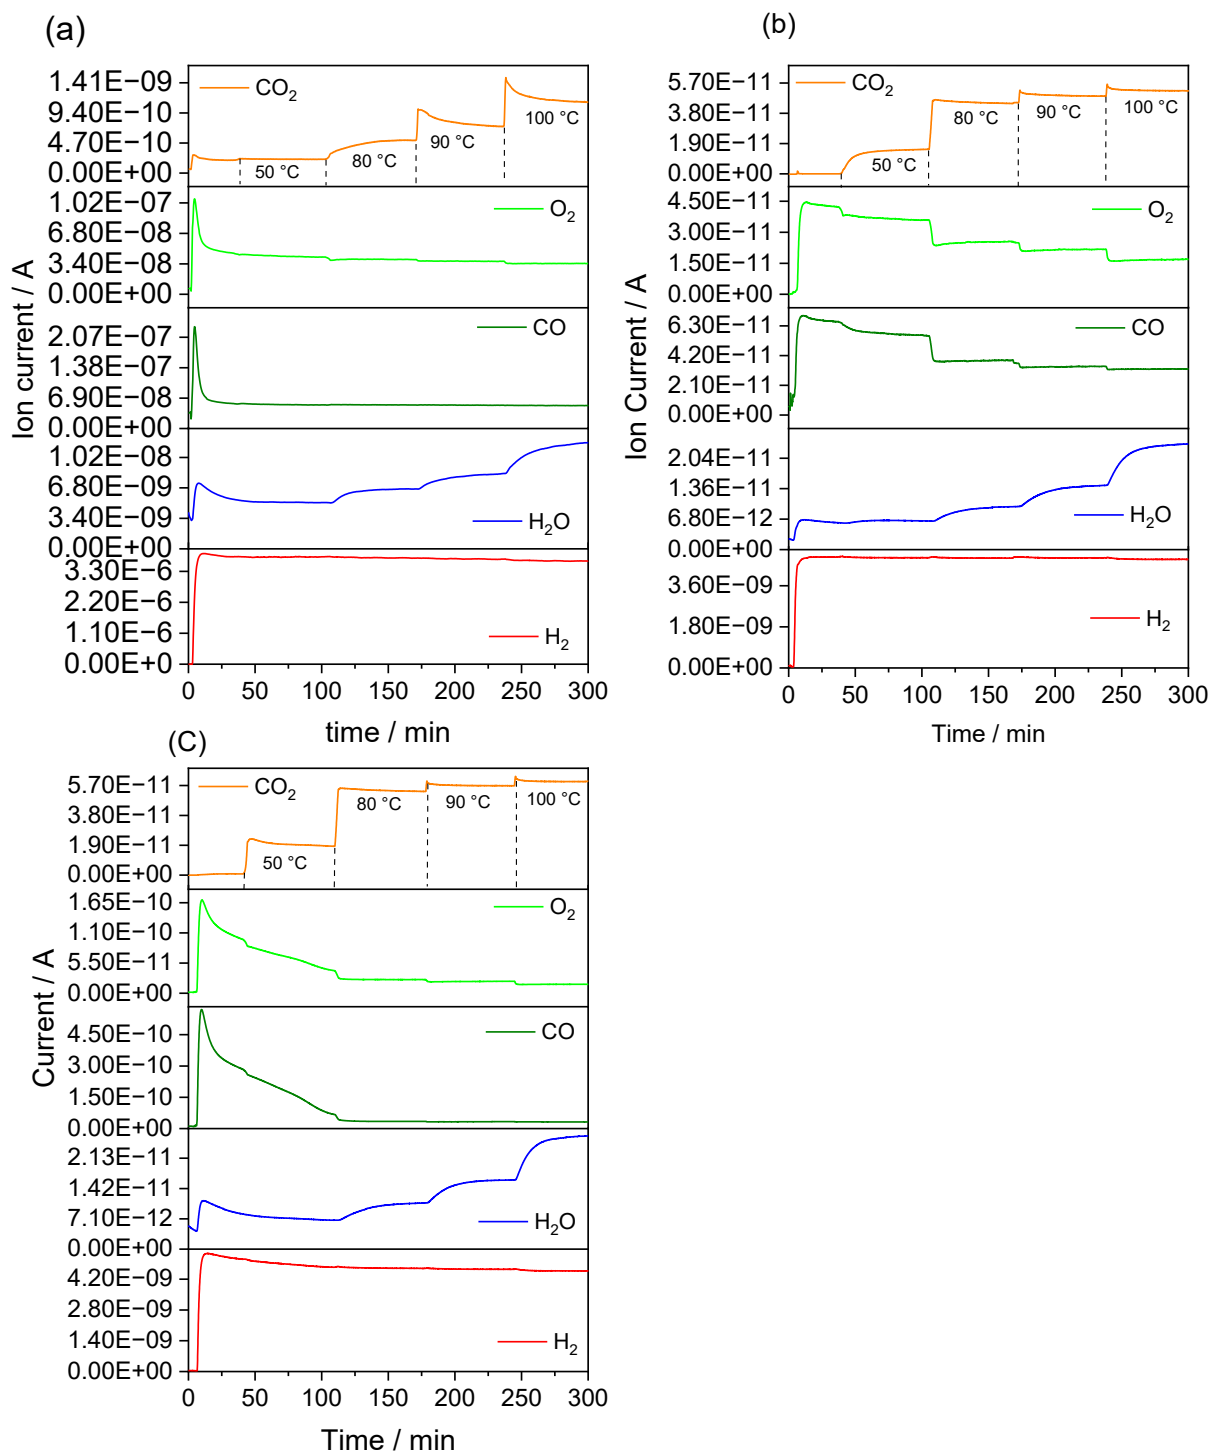 (a)
Ion current / A
1.41E−09
9.40E−10
4.70E−10
0.00E+00
CO2
50 °C
80 °C
90 °C
100 °C
1.02E−07
6.80E−08
3.40E−08
0.00E+00
O2
2.07E−07
1.38E−07
6.90E−08
0.00E+00
CO
1.02E−08
6.80E−09
3.40E−09
0.00E+00
H2O
3.30E−6
2.20E−6
1.10E−6
0.00E+0
H2
0 50 100 150 200 250 300
time / min
(b)
Ion Current / A
5.70E−11
3.80E−11
1.90E−11
0.00E+00
CO2
50 °C
80 °C
90 °C
100 °C
4.50E−11
3.00E−11
1.50E−11
0.00E+00
O2
6.30E−11
4.20E−11
2.10E−11
0.00E+00
CO
2.04E−11
1.36E−11
6.80E−12
0.00E+00
H2O
3.60E−09
1.80E−09
0.00E+00
H2
0 50 100 150 200 250 300
Time / min
(C)
Current / A
5.70E−11
3.80E−11
1.90E−11
0.00E+00
CO2
50 °C
80 °C
90 °C
100 °C
1.65E−10
1.10E−10
5.50E−11
0.00E+00
O2
4.50E−10
3.00E−10
1.50E−10
0.00E+00
CO
2.13E−11
1.42E−11
7.10E−12
0.00E+00
H2O
4.20E−09
2.80E−09
1.40E−09
0.00E+00
H2
0 50 100 150 200 250 300
Time / min